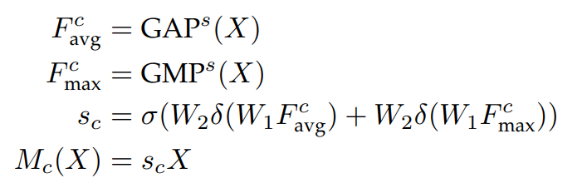 F^c_avg = GAP^s(X)
F^c_max = GMP^s(X)
s_c = σ(W_2δ(W_1F^c_avg) + W_2δ(W_1F^c_max))
M_c(X) = s_cX